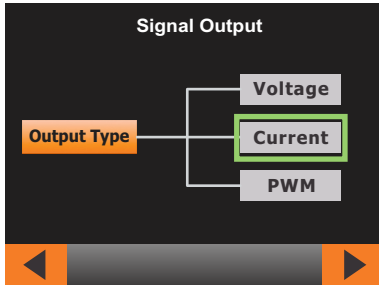 Signal Output
Voltage
Output Type
Current
PWM